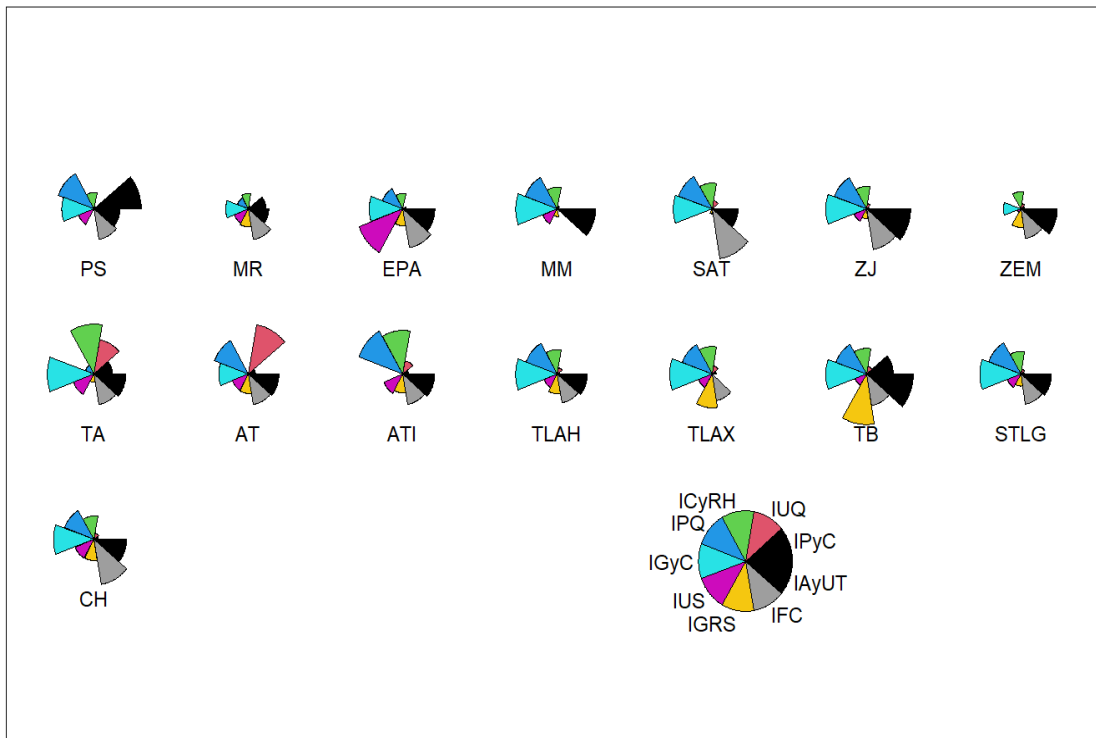 PS MR EPA MM SAT ZJ ZEM
TA AT ATI TLAH TLAX TB STLG
CH
ICyRH
IUQ
IPQ
IPyC
IGyC
IAyUT
IUS
IFC
IGRS